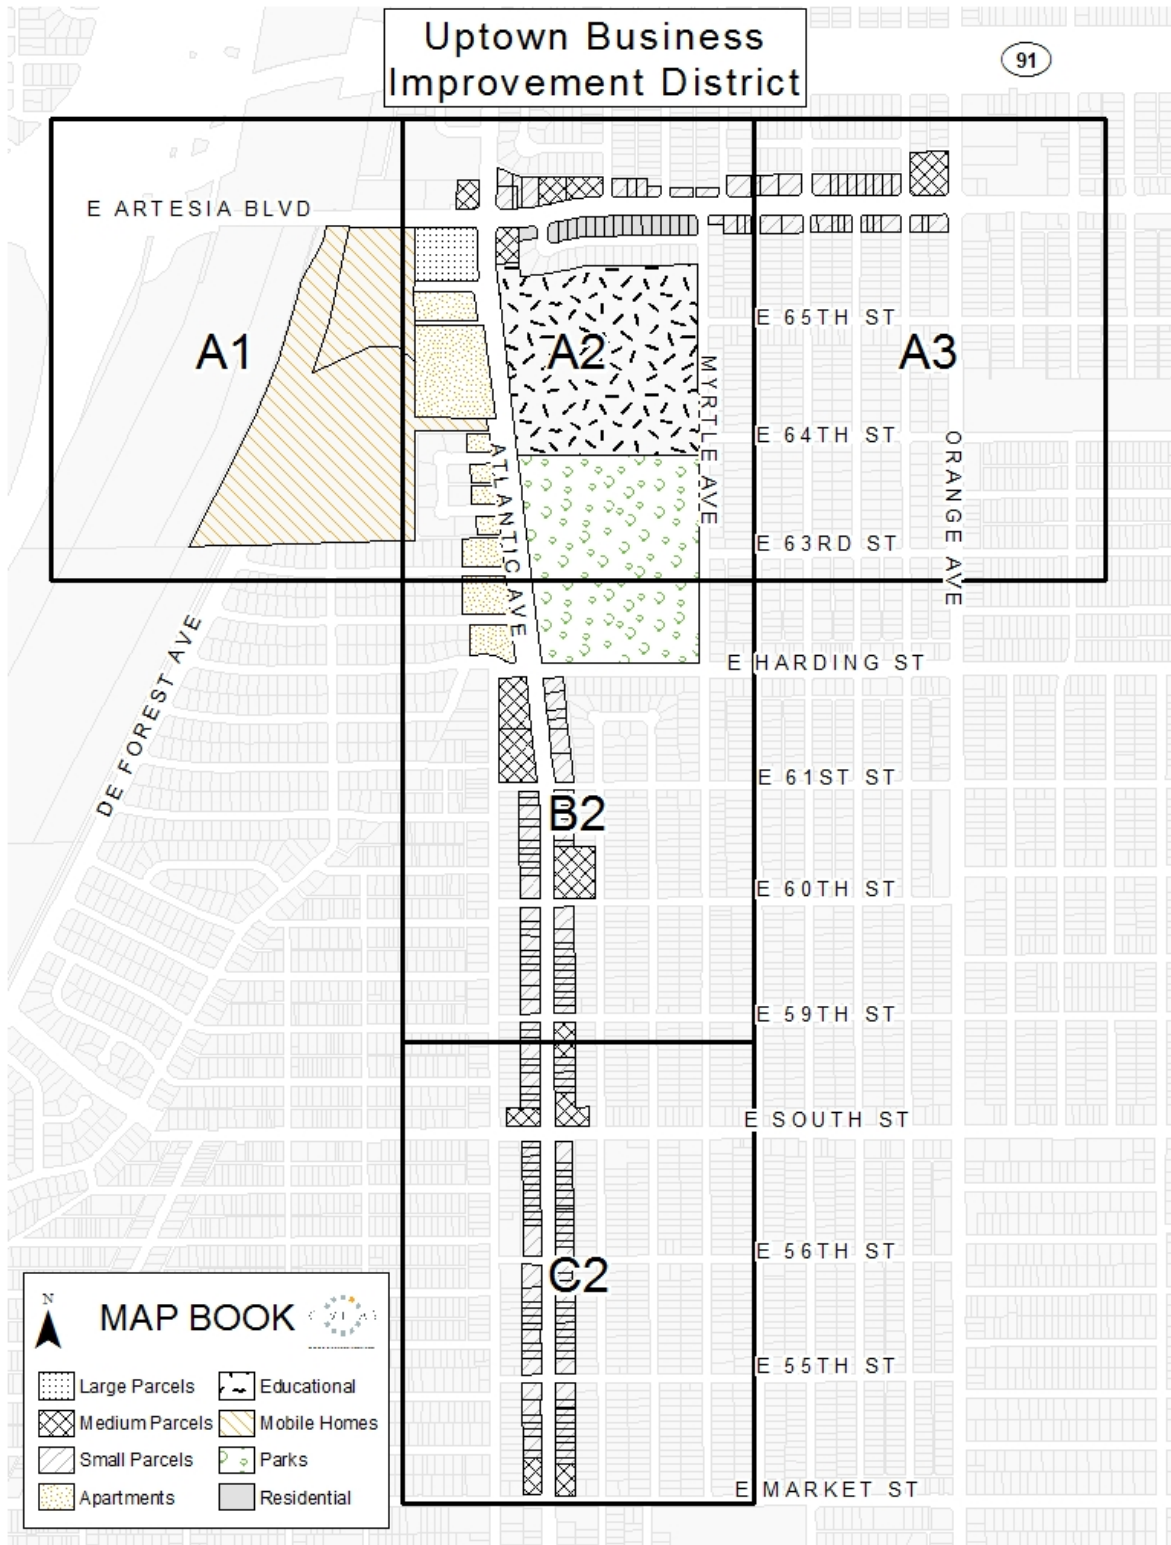 Uptown Business
Improvement District
91
E ARTESIA BLVD
E 65TH ST
A1
A2
A3
MYRTLE AVE
E 64TH ST
ORANGE AVE
ATLANTIC AVE
E 63RD ST
DE FOREST AVE
E HARDING ST
E 61ST ST
B2
E 60TH ST
E 59TH ST
E SOUTH ST
E 56TH ST
C2
E 55TH ST
E MARKET ST
N
MAP BOOK
Large Parcels
Educational
Medium Parcels
Mobile Homes
Small Parcels
Parks
Apartments
Residential